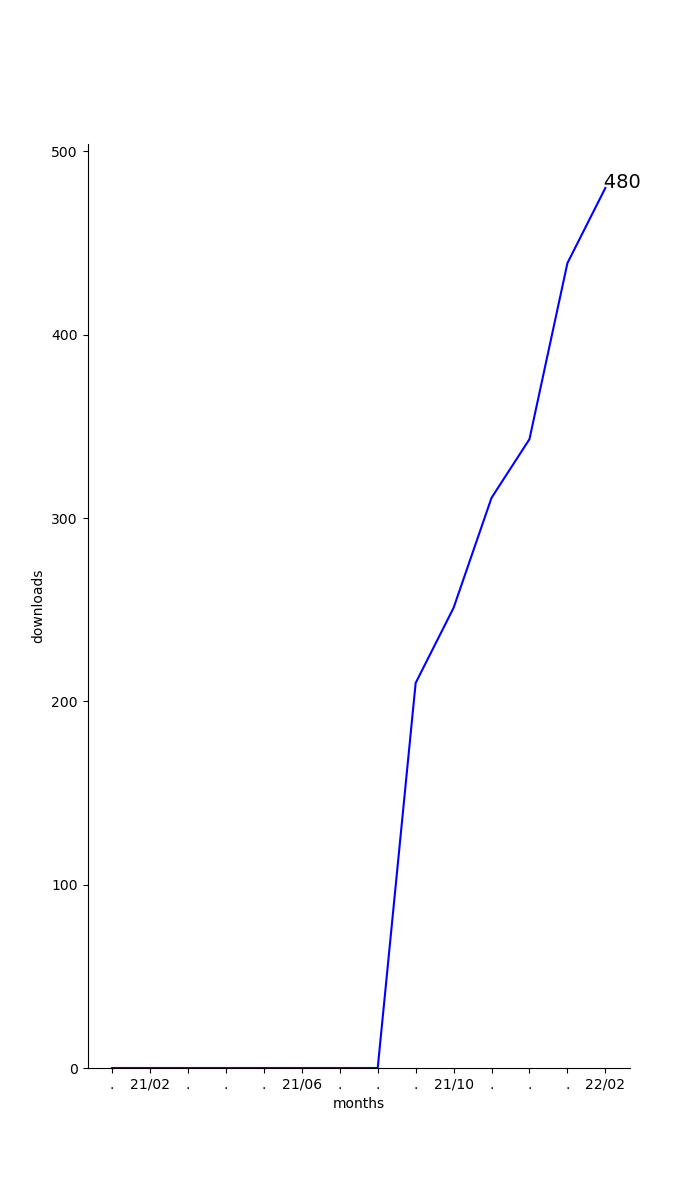 500
480
400
300
downloads
200
100
0
. 21/02 . . . 21/06 . . . 21/10 . . . 22/02
months